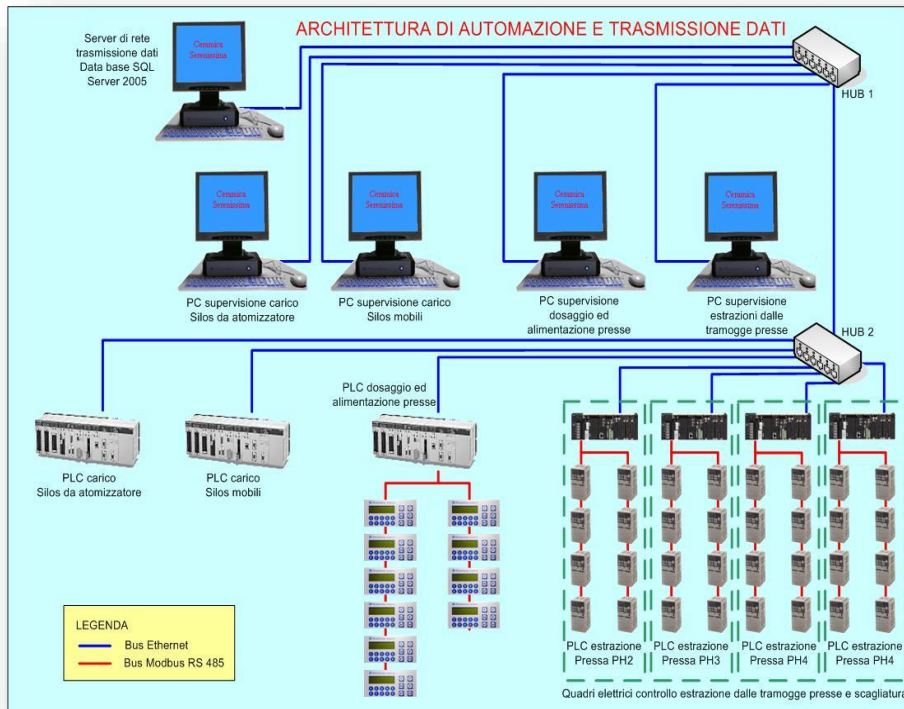 ARCHITETTURA DI AUTOMAZIONE E TRASMISSIONE DATI
Server di rete
trasmissione dati
Data base SQL
Server 2005
Ceramica
Serenissima
HUB 1
Ceramica
Serenissima
Ceramica
Serenissima
Ceramica
Serenissima
Ceramica
Serenissima
PC supervisione carico
Silos da atomizzatore
PC supervisione carico
Silos mobili
PC supervisione
dosaggio ed
alimentazione presse
PC supervisione
estrazioni dalle
tramogge presse
HUB 2
PLC dosaggio ed
alimentazione presse
PLC carico
Silos da atomizzatore
PLC carico
Silos mobili
LEGENDA
Bus Ethernet
Bus Modbus RS 485
PLC estrazione
Pressa PH2
PLC estrazione
Pressa PH3
PLC estrazione
Pressa PH4
PLC estrazione
Pressa PH4
Quadri elettrici controllo estrazione dalle tramogge presse e scagliatura